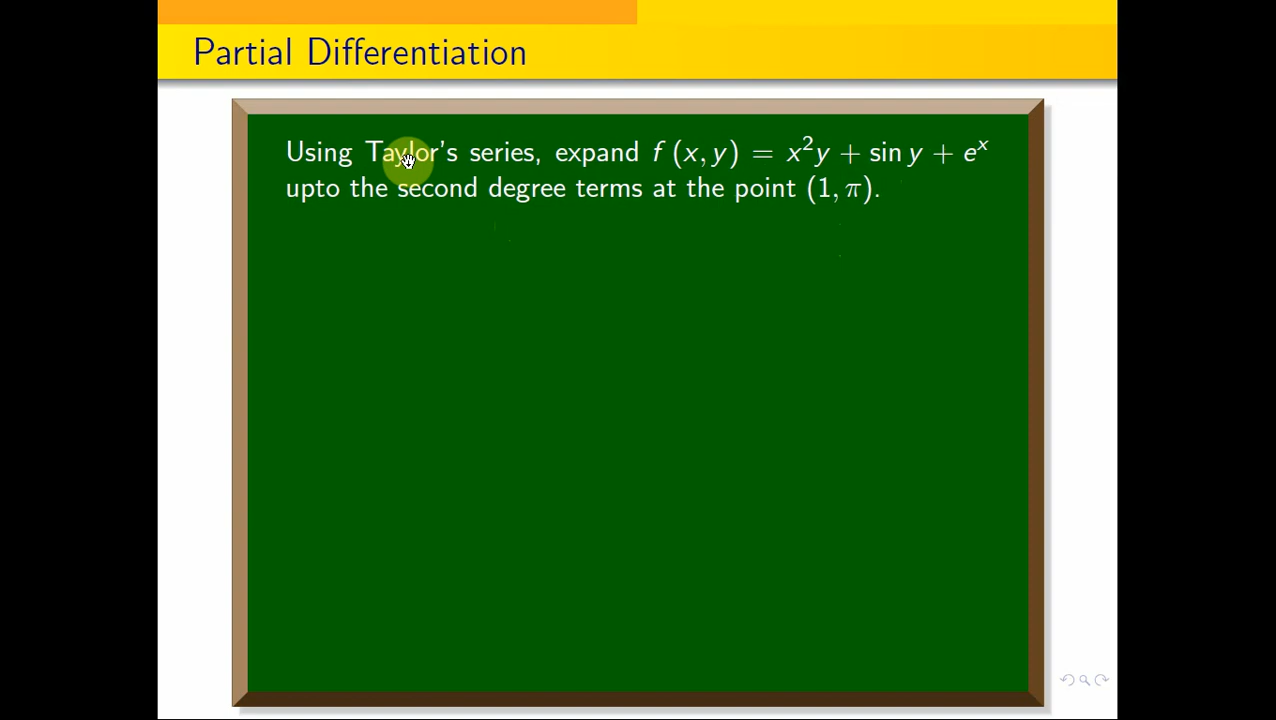 Partial Differentiation
Using Taylor's series, expand f (x, y) = x²y + sin y + eˣ
upto the second degree terms at the point (1, π).